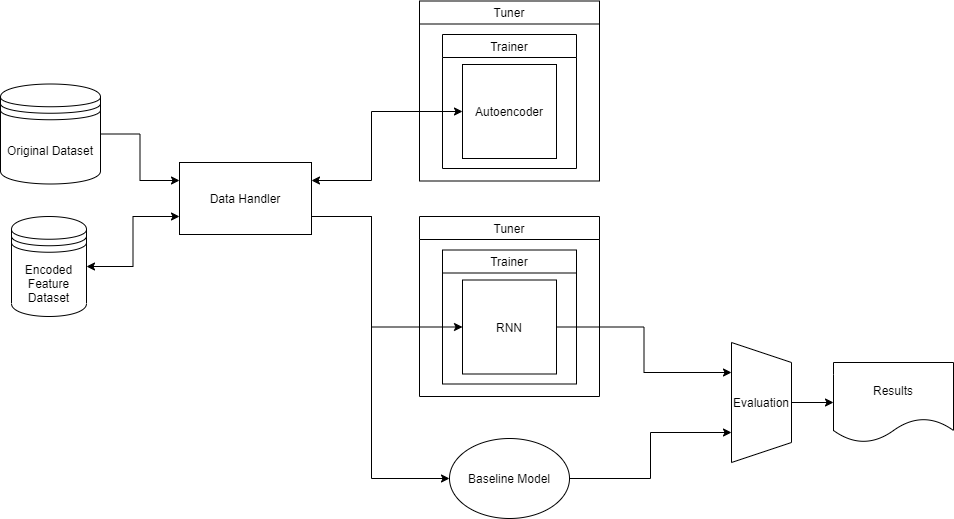 Tuner
Trainer
Autoencoder
Original Dataset
Data Handler
Encoded
Feature
Dataset
Tuner
Trainer
RNN
Evaluation
Results
Baseline Model